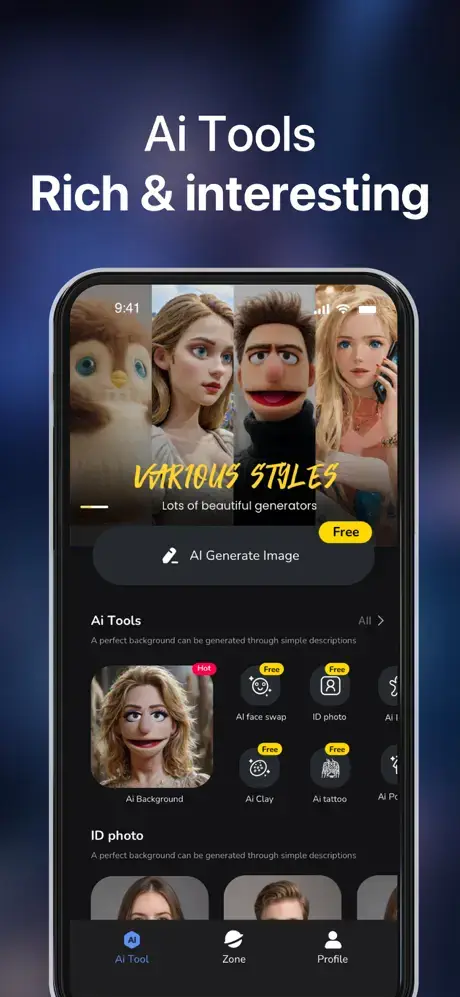 Ai Tools
Rich & interesting
9:41
VARIOUS STYLES
Lots of beautiful generators
Free
AI Generate Image
Ai Tools
All
A perfect background can be generated through simple descriptions
Hot
Free
Free
AI face swap
ID photo
Ai
Free
Free
Ai Background
Ai Clay
Ai tattoo
Ai Po
ID photo
A perfect background can be generated through simple descriptions
AI
Ai Tool
Zone
Profile